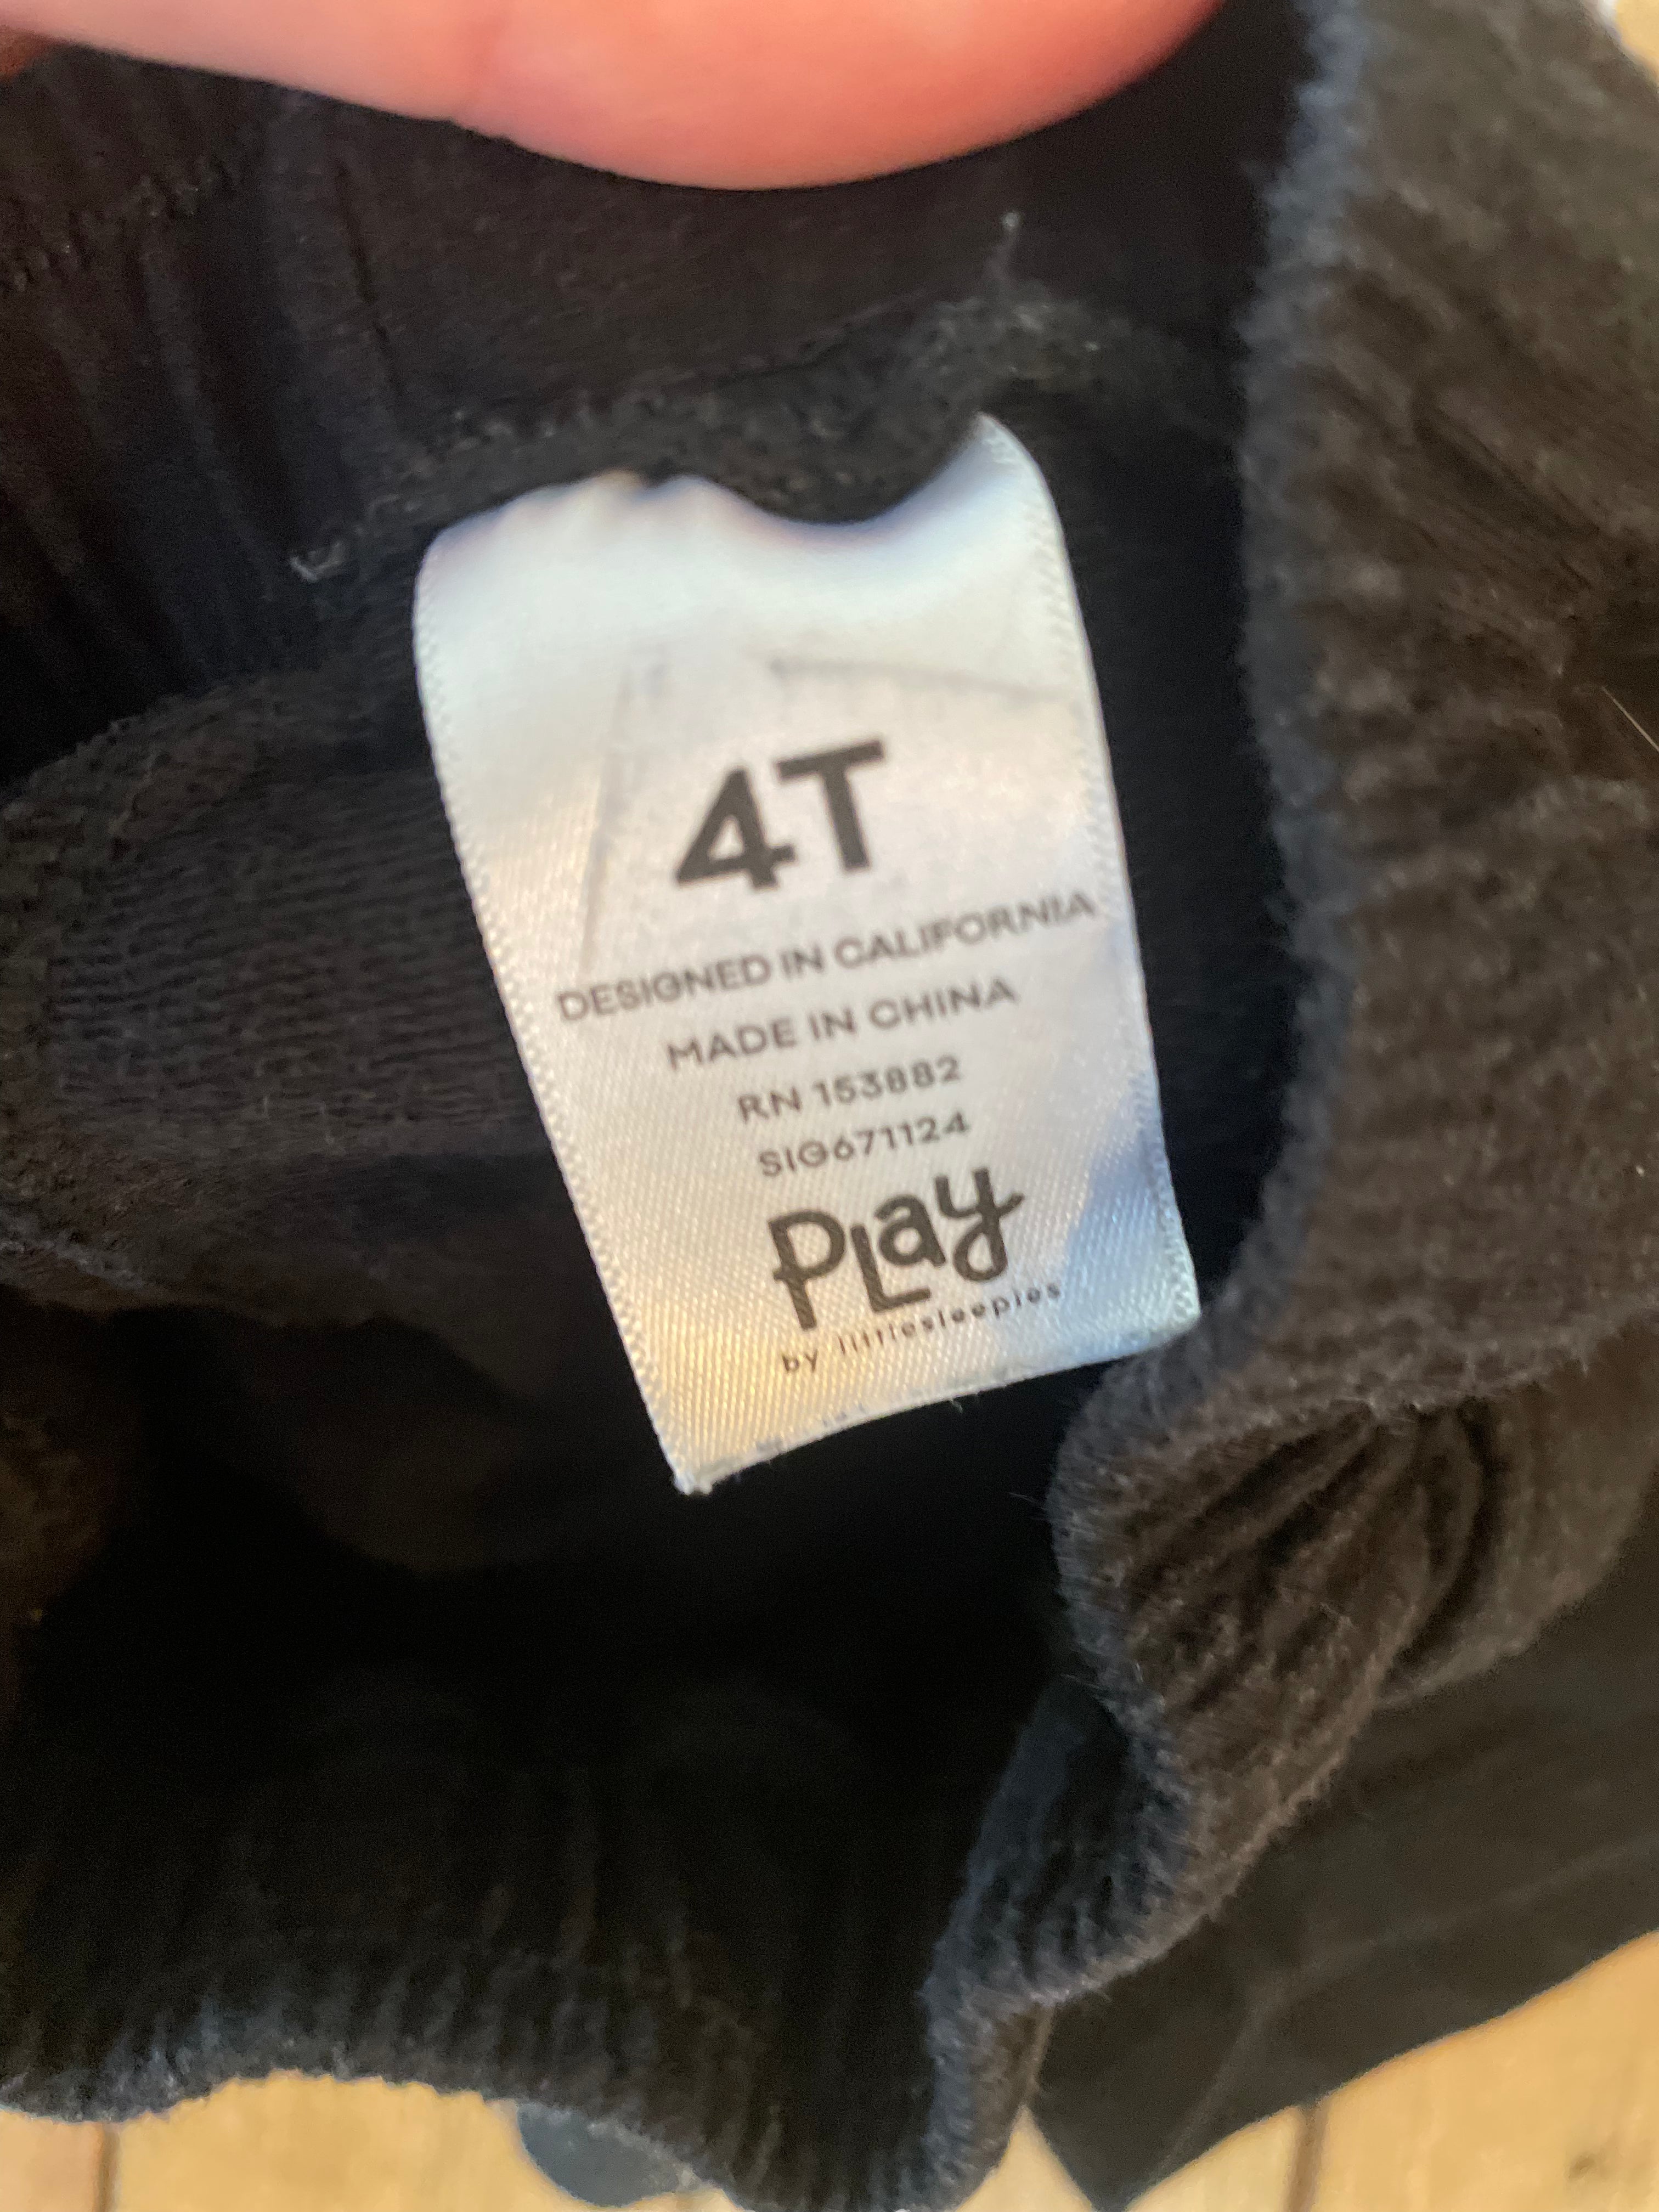 4T
DESIGNED IN CALIFORNIA
MADE IN CHINA
RN 153882
SIG671124
PLay
by littlesleepies